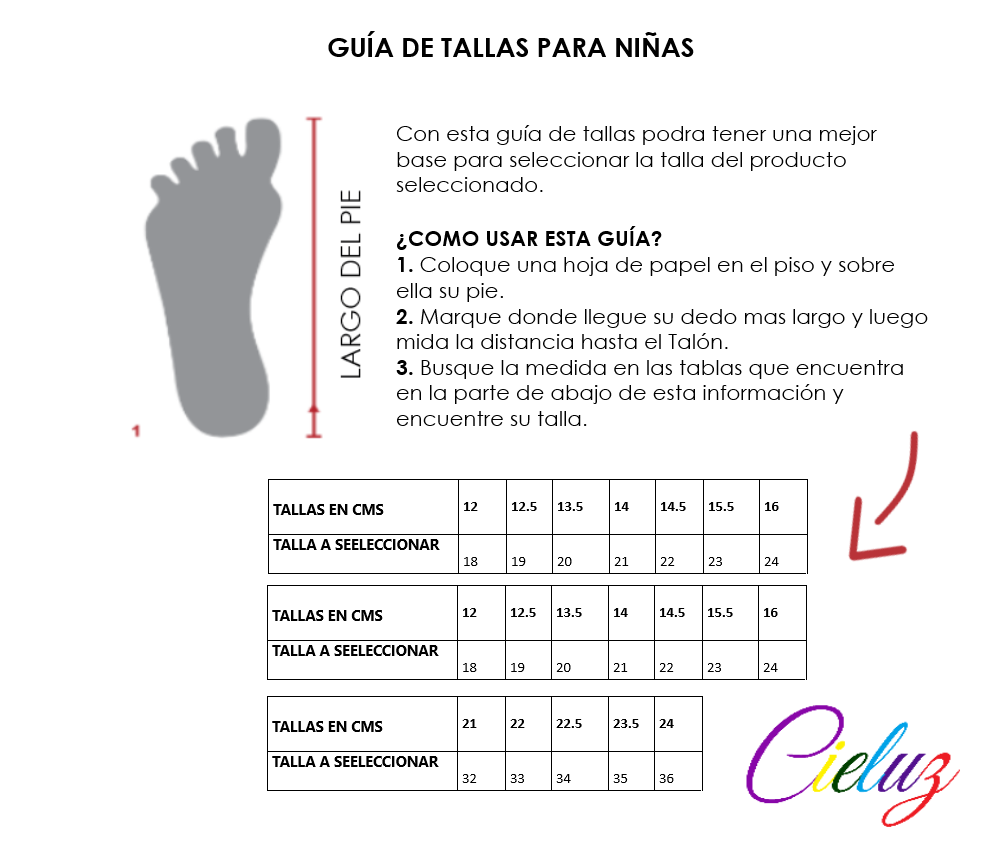 GUÍA DE TALLAS PARA NIÑAS
Con esta guía de tallas podra tener una mejor
base para seleccionar la talla del producto
seleccionado.
¿COMO USAR ESTA GUÍA?
1. Coloque una hoja de papel en el piso y sobre
ella su pie.
2. Marque donde llegue su dedo mas largo y luego
mida la distancia hasta el Talón.
3. Busque la medida en las tablas que encuentra
en la parte de abajo de esta información y
encuentre su talla.
LARGO DEL PIE
1
TALLAS EN CMS 12 12.5 13.5 14 14.5 15.5 16
TALLA A SEELECCIONAR 18 19 20 21 22 23 24
TALLAS EN CMS 12 12.5 13.5 14 14.5 15.5 16
TALLA A SEELECCIONAR 18 19 20 21 22 23 24
TALLAS EN CMS 21 22 22.5 23.5 24
TALLA A SEELECCIONAR 32 33 34 35 36
Cieluz